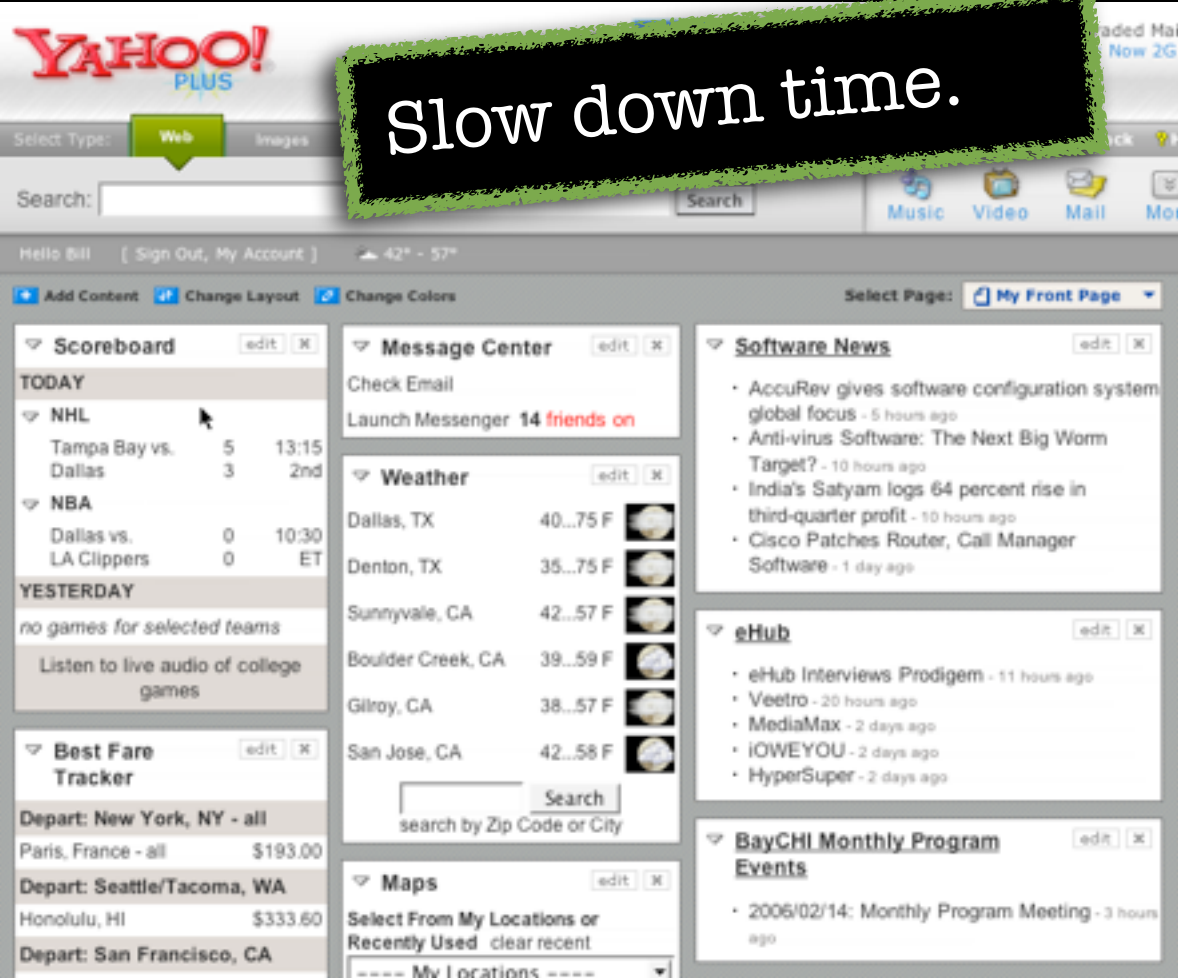 YAHOO!
PLUS
Slow down time.
Now 2G
Select Type:
Web
Images
Search:
Search
Music
Video
Mail
Hello Bill
[ Sign Out, My Account ]
42° - 57°
Add Content
Change Layout
Change Colors
Select Page:
My Front Page
Scoreboard
edit
TODAY
NHL
Tampa Bay vs. 5 13:15
Dallas 3 2nd
NBA
Dallas vs. 0 10:30
LA Clippers 0 ET
YESTERDAY
no games for selected teams
Listen to live audio of college
games
Best Fare
Tracker
edit
Depart: New York, NY - all
Paris, France - all $193.00
Depart: Seattle/Tacoma, WA
Honolulu, HI $333.60
Depart: San Francisco, CA
Message Center
edit
Check Email
Launch Messenger 14 friends on
Weather
edit
Dallas, TX 40...75 F
Denton, TX 35...75 F
Sunnyvale, CA 42...57 F
Boulder Creek, CA 39...59 F
Gilroy, CA 38...57 F
San Jose, CA 42...58 F
Search
search by Zip Code or City
Maps
edit
Select From My Locations or
Recently Used clear recent
---- My Locations ----
Software News
edit
· AccuRev gives software configuration system
global focus - 5 hours ago
· Anti-virus Software: The Next Big Worm
Target? - 10 hours ago
· India's Satyam logs 64 percent rise in
third-quarter profit - 10 hours ago
· Cisco Patches Router, Call Manager
Software - 1 day ago
eHub
edit
· eHub Interviews Prodigem - 11 hours ago
· Veetro - 20 hours ago
· MediaMax - 2 days ago
· iOWEYOU - 2 days ago
· HyperSuper - 2 days ago
BayCHI Monthly Program
Events
edit
· 2006/02/14: Monthly Program Meeting - 3 hours
ago